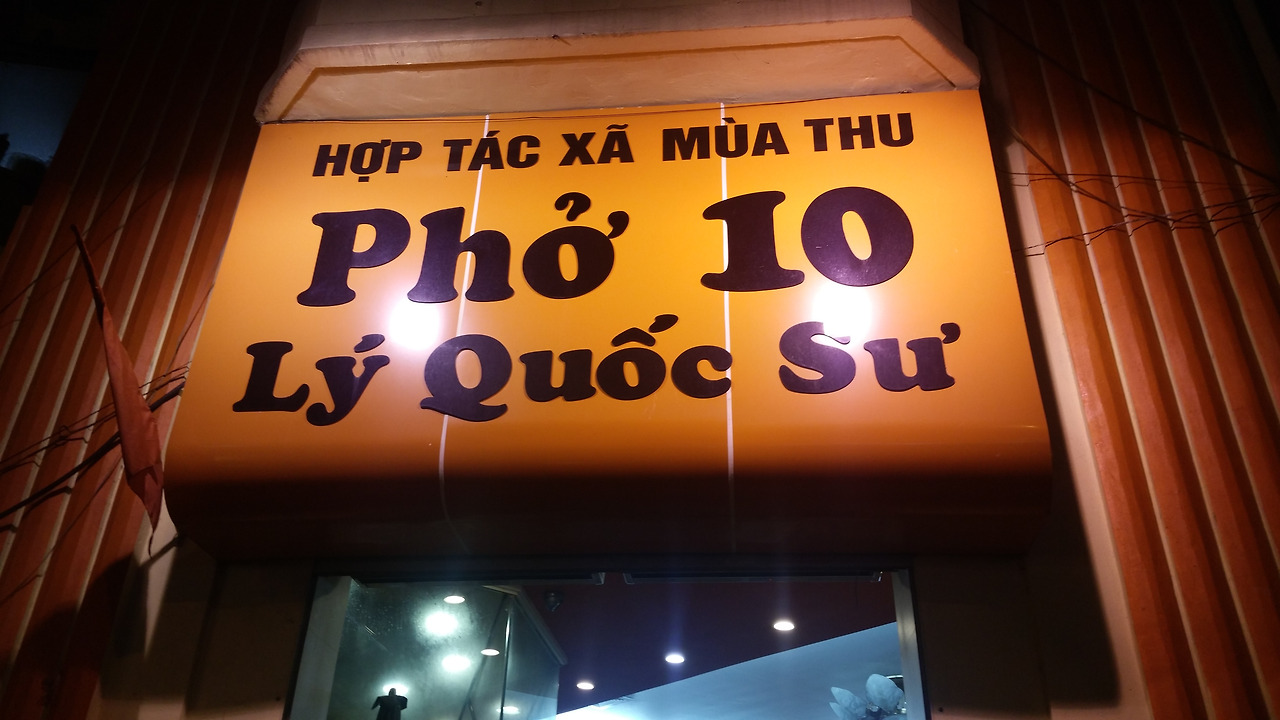 HỢP TÁC XÃ MÙA THU
Phở 10
Lý Quốc Sư